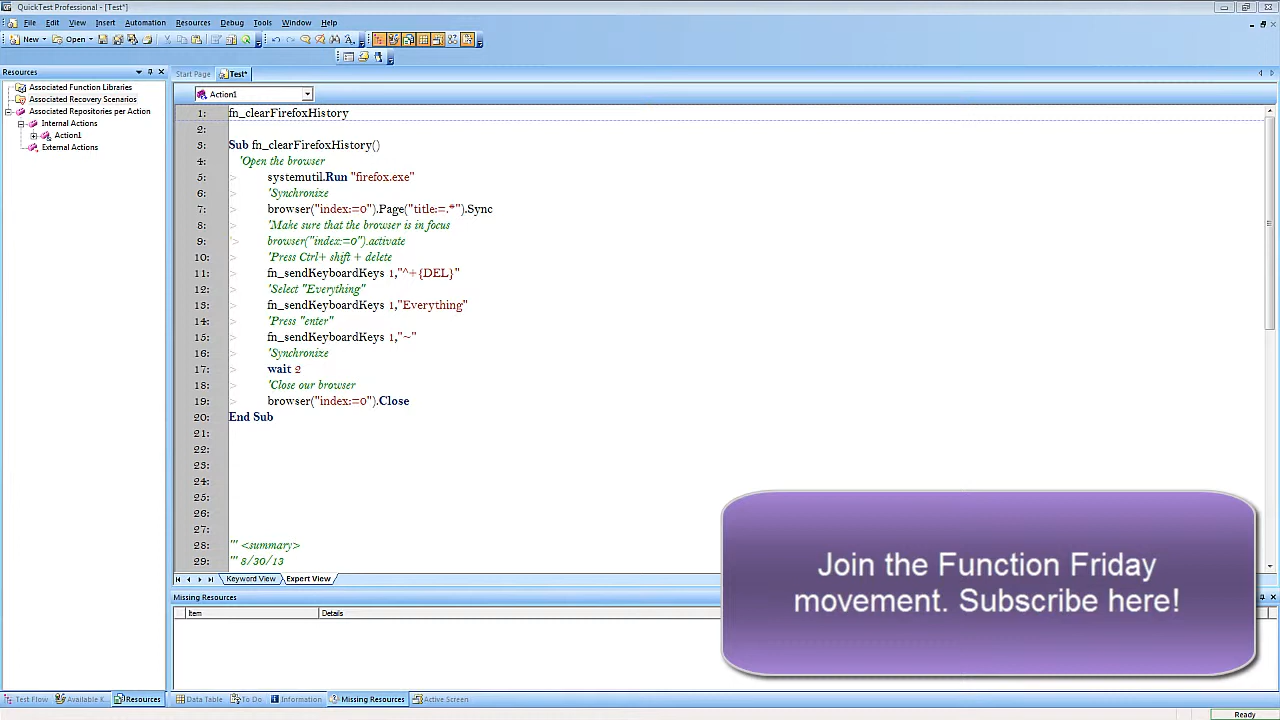 QuickTest Professional - [Test*]
File Edit View Insert Automation Resources Debug Tools Window Help
New Open
Resources
Start Page Test*
Associated Function Libraries
Associated Recovery Scenarios
Associated Repositories per Action
Internal Actions
Action1
External Actions
Action1
1: fn_clearFirefoxHistory
2:
3: Sub fn_clearFirefoxHistory()
4: 'Open the browser
5: systemutil.Run "firefox.exe"
6: 'Synchronize
7: browser("index:=0").Page("title:=.*").Sync
8: 'Make sure that the browser is in focus
9: ' browser("index:=0").activate
10: 'Press Ctrl+ shift + delete
11: fn_sendKeyboardKeys 1,"^+{DEL}"
12: 'Select "Everything"
13: fn_sendKeyboardKeys 1,"Everything"
14: 'Press "enter"
15: fn_sendKeyboardKeys 1,"~"
16: 'Synchronize
17: wait 2
18: 'Close our browser
19: browser("index:=0").Close
20: End Sub
21:
22:
23:
24:
25:
26:
27:
28: ''' <summary>
29: ''' 8/30/13
Keyword View Expert View
Join the Function Friday
movement. Subscribe here!
Missing Resources
Item Details
Test Flow Available K... Resources Data Table To Do Information Missing Resources Active Screen
Ready